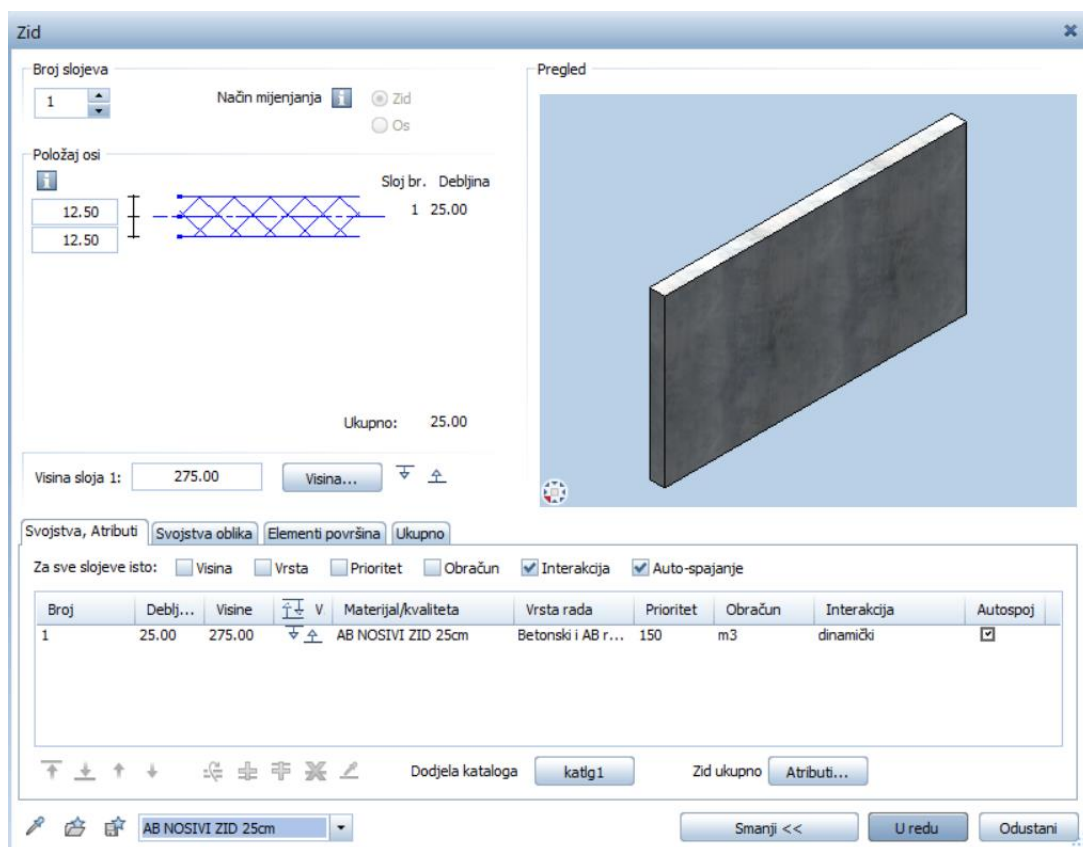 Zid
Broj slojeva
1
Način mijenjanja
Zid
Os
Položaj osi
12.50
12.50
Sloj br. Debljina
1 25.00
Ukupno: 25.00
Visina sloja 1: 275.00 Visina...
Pregled
Svojstva, Atributi Svojstva oblika Elementi površina Ukupno
Za sve slojeve isto: Visina Vrsta Prioritet Obračun Interakcija Auto-spajanje
Broj Deblj... Visine V Materijal/kvaliteta Vrsta rada Prioritet Obračun Interakcija Autospoj
1 25.00 275.00 AB NOSIVI ZID 25cm Betonski i AB r... 150 m3 dinamički
Dodjela kataloga katlg1 Zid ukupno Atributi...
AB NOSIVI ZID 25cm Smanji << U redu Odustani